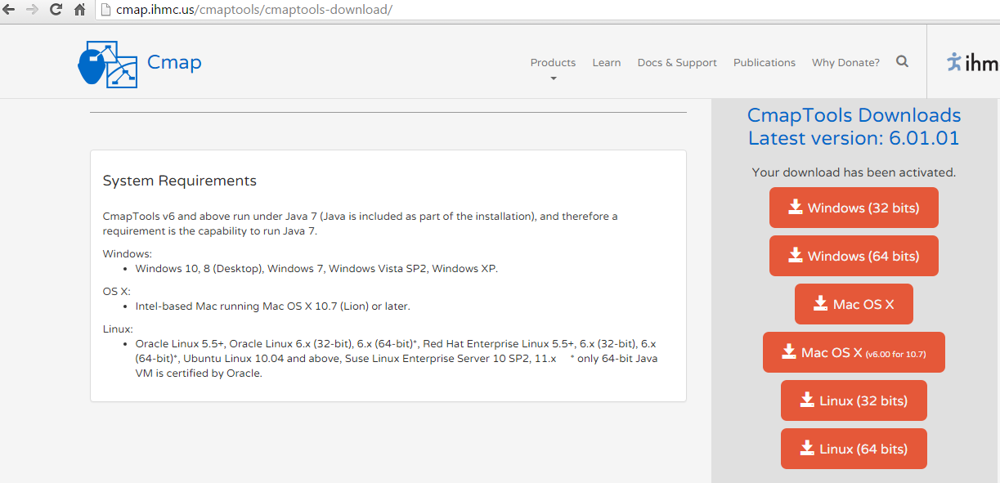 cmap.ihmc.us/cmaptools/cmaptools-download/
Cmap
Products
Learn
Docs & Support
Publications
Why Donate?
ihm
System Requirements
CmapTools v6 and above run under Java 7 (Java is included as part of the installation), and therefore a
requirement is the capability to run Java 7.
Windows:
• Windows 10, 8 (Desktop), Windows 7, Windows Vista SP2, Windows XP.
OS X:
• Intel-based Mac running Mac OS X 10.7 (Lion) or later.
Linux:
• Oracle Linux 5.5+, Oracle Linux 6.x (32-bit), 6.x (64-bit)*, Red Hat Enterprise Linux 5.5+, 6.x (32-bit), 6.x
(64-bit)*, Ubuntu Linux 10.04 and above, Suse Linux Enterprise Server 10 SP2, 11.x * only 64-bit Java
VM is certified by Oracle.
CmapTools Downloads
Latest version: 6.01.01
Your download has been activated.
Windows (32 bits)
Windows (64 bits)
Mac OS X
Mac OS X (v6.00 for 10.7)
Linux (32 bits)
Linux (64 bits)